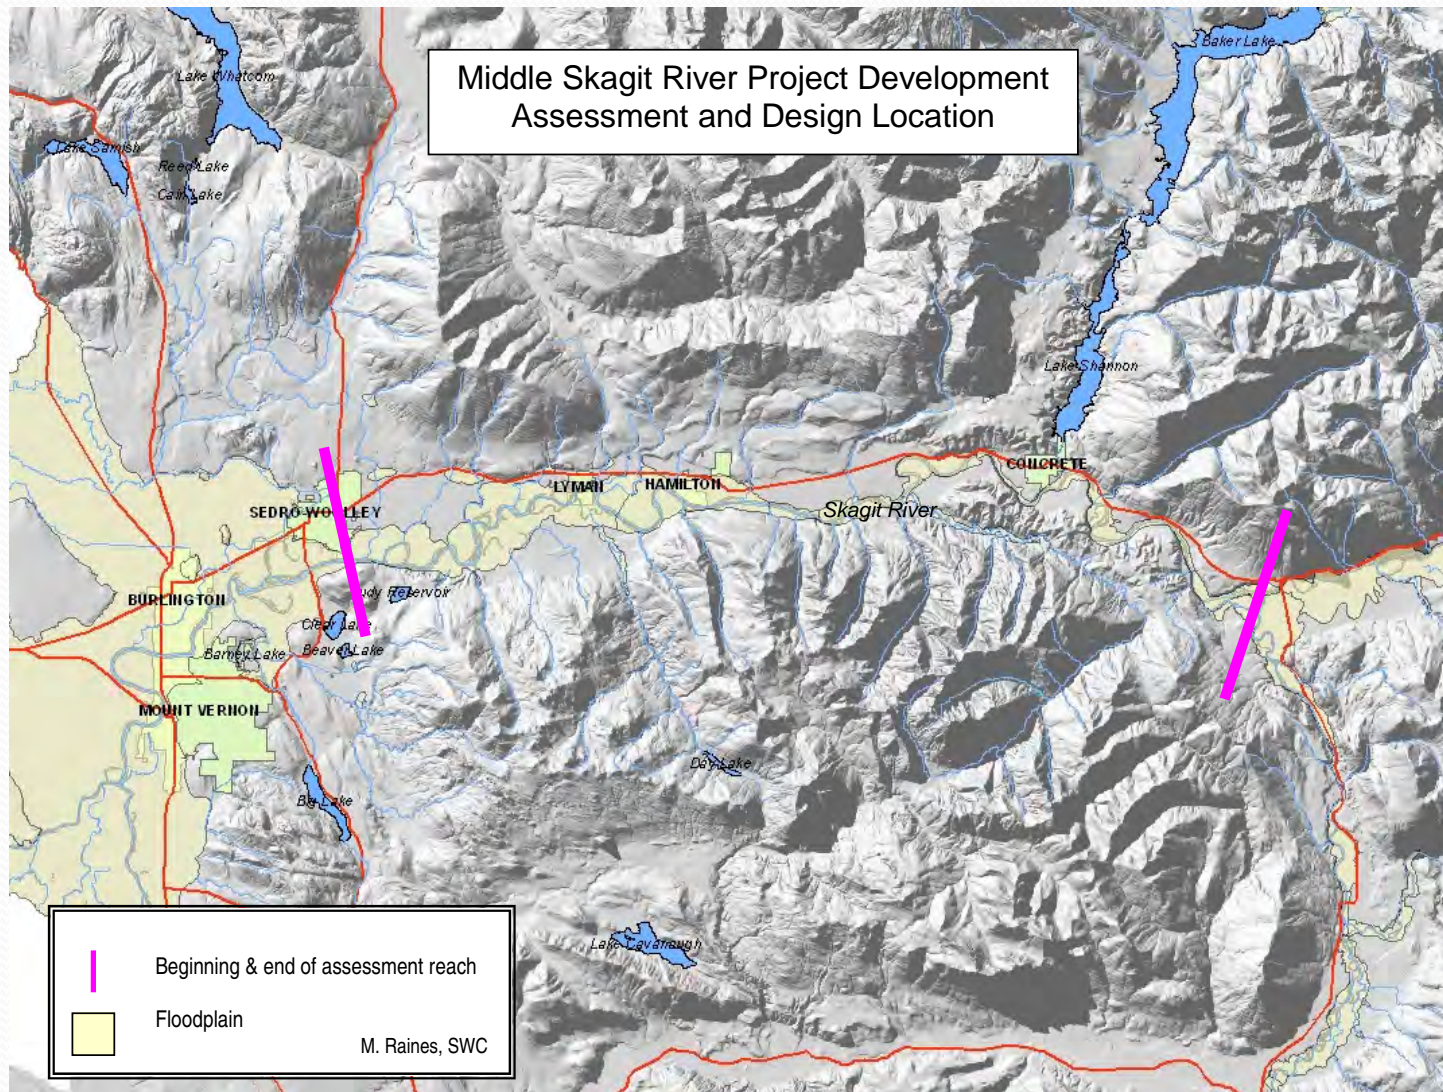 Baker Lake
Middle Skagit River Project Development
Assessment and Design Location
Lake Whatcom
Lake Samish
Reed Lake
Cain Lake
Lake Shannon
CONCRETE
LYMAN
HAMILTON
SEDRO-WOOLLEY
Skagit River
Reservoir
BURLINGTON
Clear Lake
Barney Lake
Beaver Lake
MOUNT VERNON
Day Lake
Big Lake
Lake Cavanaugh
Beginning & end of assessment reach
Floodplain
M. Raines, SWC